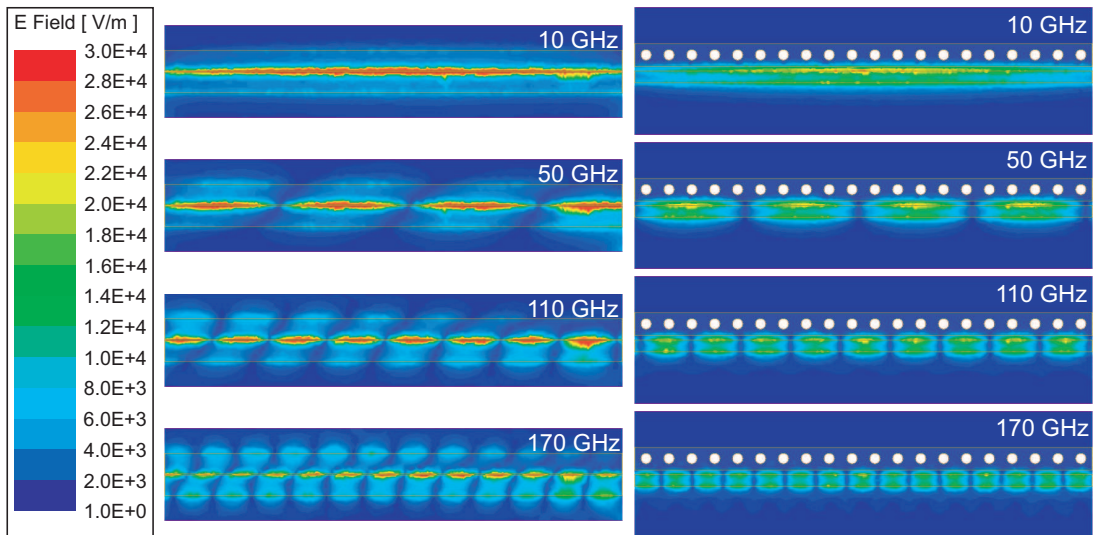 E Field [ V/m ]
3.0E+4
2.8E+4
2.6E+4
2.4E+4
2.2E+4
2.0E+4
1.8E+4
1.6E+4
1.4E+4
1.2E+4
1.0E+4
8.0E+3
6.0E+3
4.0E+3
2.0E+3
1.0E+0
10 GHz
10 GHz
50 GHz
50 GHz
110 GHz
110 GHz
170 GHz
170 GHz